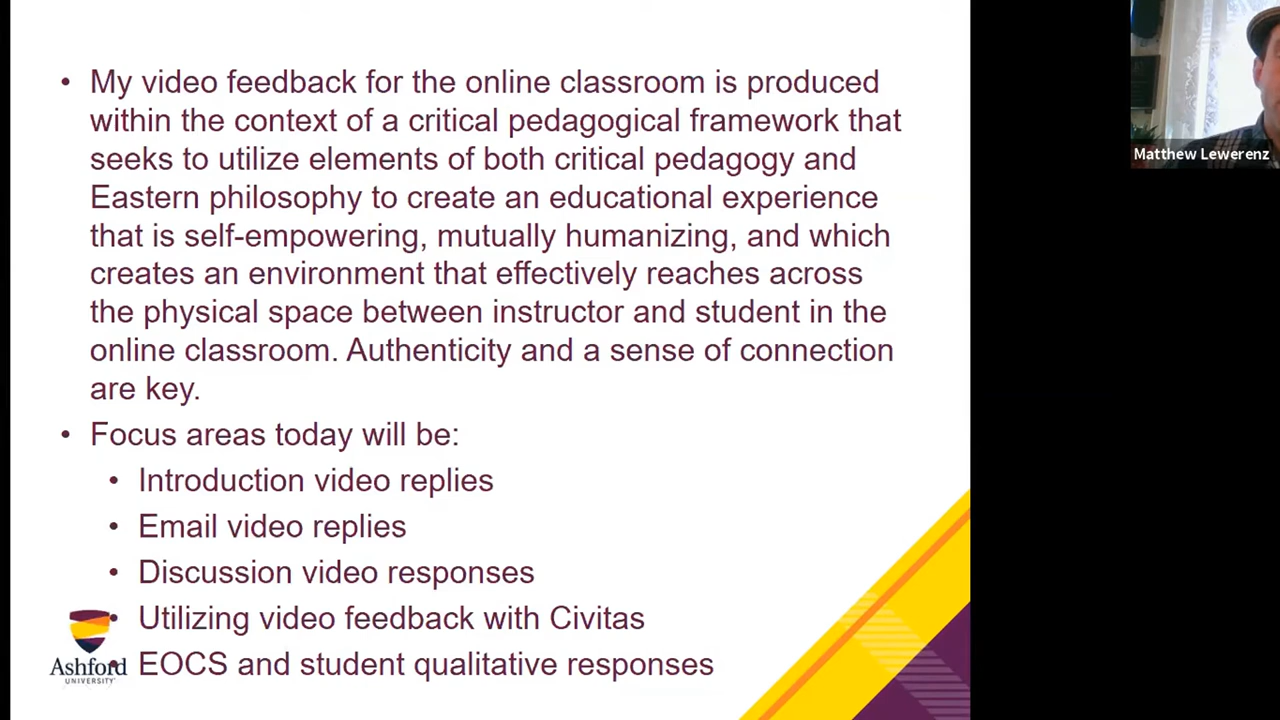 • My video feedback for the online classroom is produced
within the context of a critical pedagogical framework that
seeks to utilize elements of both critical pedagogy and
Eastern philosophy to create an educational experience
that is self-empowering, mutually humanizing, and which
creates an environment that effectively reaches across
the physical space between instructor and student in the
online classroom. Authenticity and a sense of connection
are key.
• Focus areas today will be:
• Introduction video replies
• Email video replies
• Discussion video responses
• Utilizing video feedback with Civitas
• EOCS and student qualitative responses
Ashford
UNIVERSITY
Matthew Lewerenz